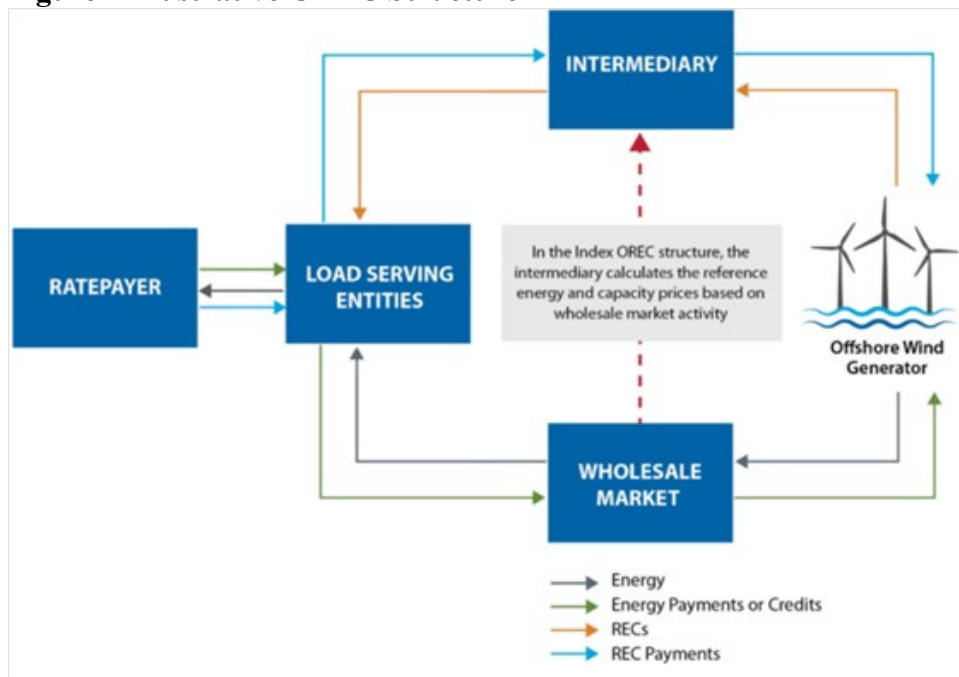 INTERMEDIARY
RATEPAYER
LOAD SERVING
ENTITIES
In the Index OREC structure, the
intermediary calculates the reference
energy and capacity prices based on
wholesale market activity
Offshore Wind
Generator
WHOLESALE
MARKET
Energy
Energy Payments or Credits
RECs
REC Payments